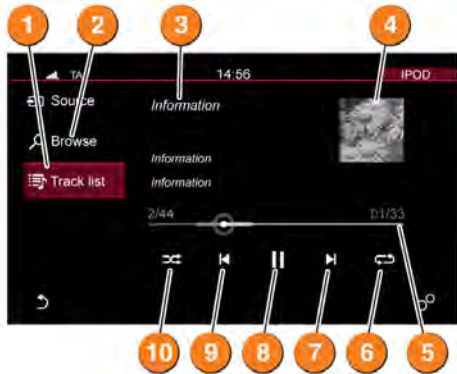 1 2 3 4
TA 14:56 IPOD
Source
Information
Browse
Information
Track list
Information
2/44 01/33
10 9 8 7 6 5